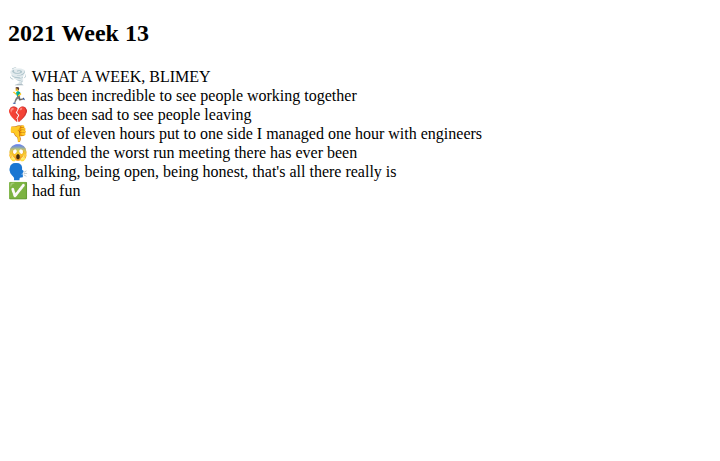 2021 Week 13
🌪️ WHAT A WEEK, BLIMEY
🏃‍♂️ has been incredible to see people working together
💔 has been sad to see people leaving
👎 out of eleven hours put to one side I managed one hour with engineers
😱 attended the worst run meeting there has ever been
🗣️ talking, being open, being honest, that's all there really is
✅ had fun